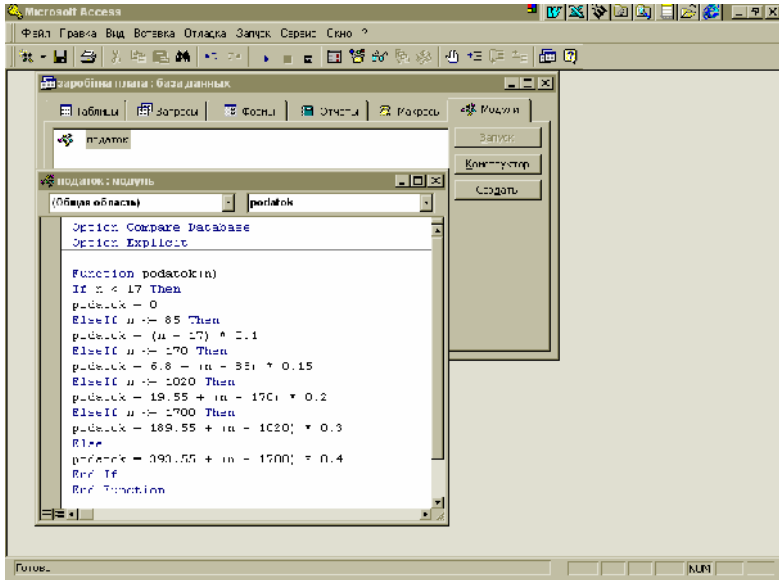 Microsoft Access
Файл Правка Вид Вставка Отладка Запуск Сервис Окно ?
заробітна плата : база данных
Таблицы Запросы Формы Отчеты Макросы Модули
податок
Запуск
Конструктор
Создать
податок : модуль
(Общая область) podatok
Option Compare Database
Option Explicit
Function podatok(n)
If n < 17 Then
podatok = 0
ElseIf n <= 85 Then
podatok = (n - 17) * 0.1
ElseIf n <= 170 Then
podatok = 6.8 + (n - 85) * 0.15
ElseIf n <= 1020 Then
podatok = 19.55 + (n - 170) * 0.2
ElseIf n <= 1700 Then
podatok = 189.55 + (n - 1020) * 0.3
Else
podatok = 393.55 + (n - 1700) * 0.4
End If
End Function
Готово
NUM